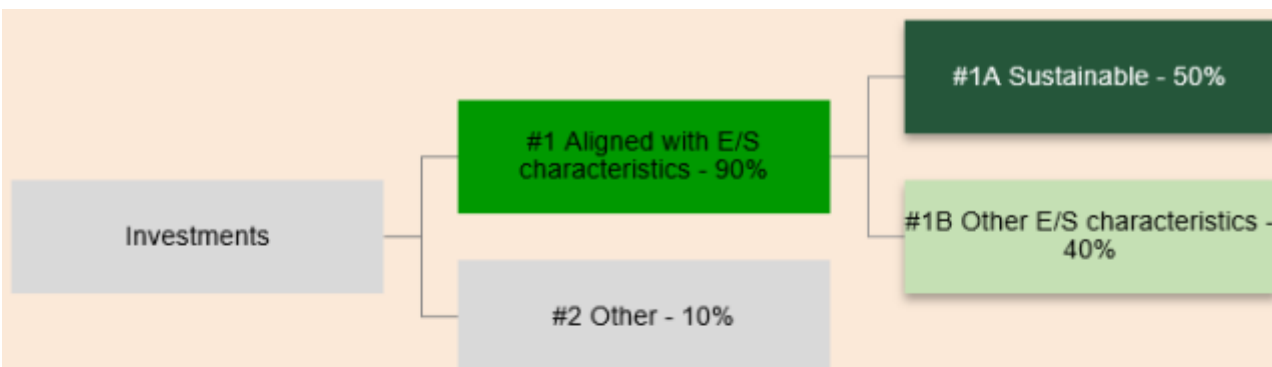 #1A Sustainable - 50%
#1 Aligned with E/S
characteristics - 90%
Investments
#1B Other E/S characteristics -
40%
#2 Other - 10%